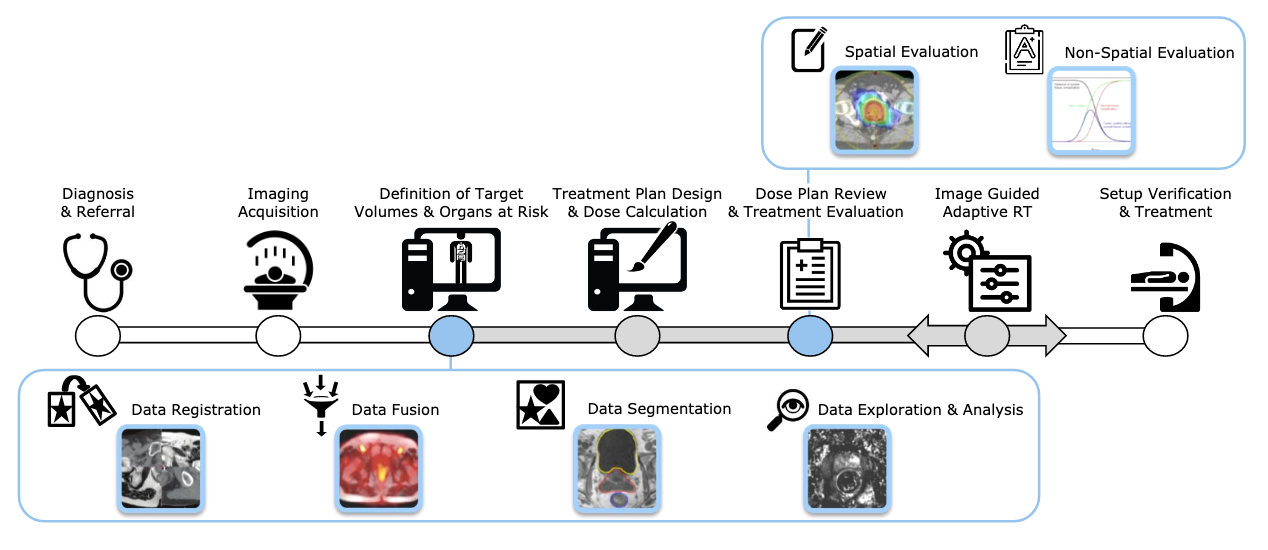 Spatial Evaluation
Non-Spatial Evaluation
Diagnosis
& Referral
Imaging
Acquisition
Definition of Target
Volumes & Organs at Risk
Treatment Plan Design
& Dose Calculation
Dose Plan Review
& Treatment Evaluation
Image Guided
Adaptive RT
Setup Verification
& Treatment
Data Registration
Data Fusion
Data Segmentation
Data Exploration & Analysis